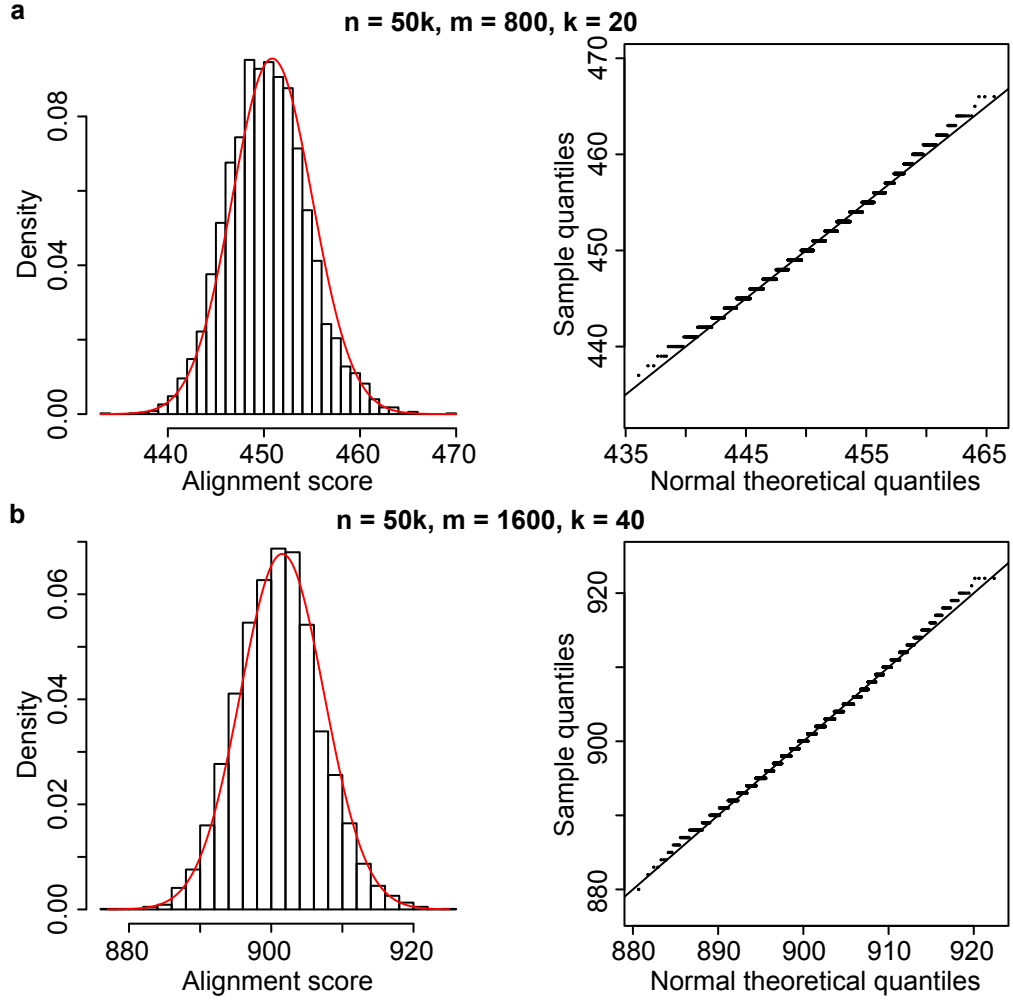 a
n = 50k, m = 800, k = 20
Density
0.00
0.04
0.08
440
450
460
470
Alignment score
Sample quantiles
440
450
460
470
435
445
455
465
Normal theoretical quantiles
b
n = 50k, m = 1600, k = 40
Density
0.00
0.02
0.04
0.06
880
900
920
Alignment score
Sample quantiles
880
900
920
880
890
900
910
920
Normal theoretical quantiles